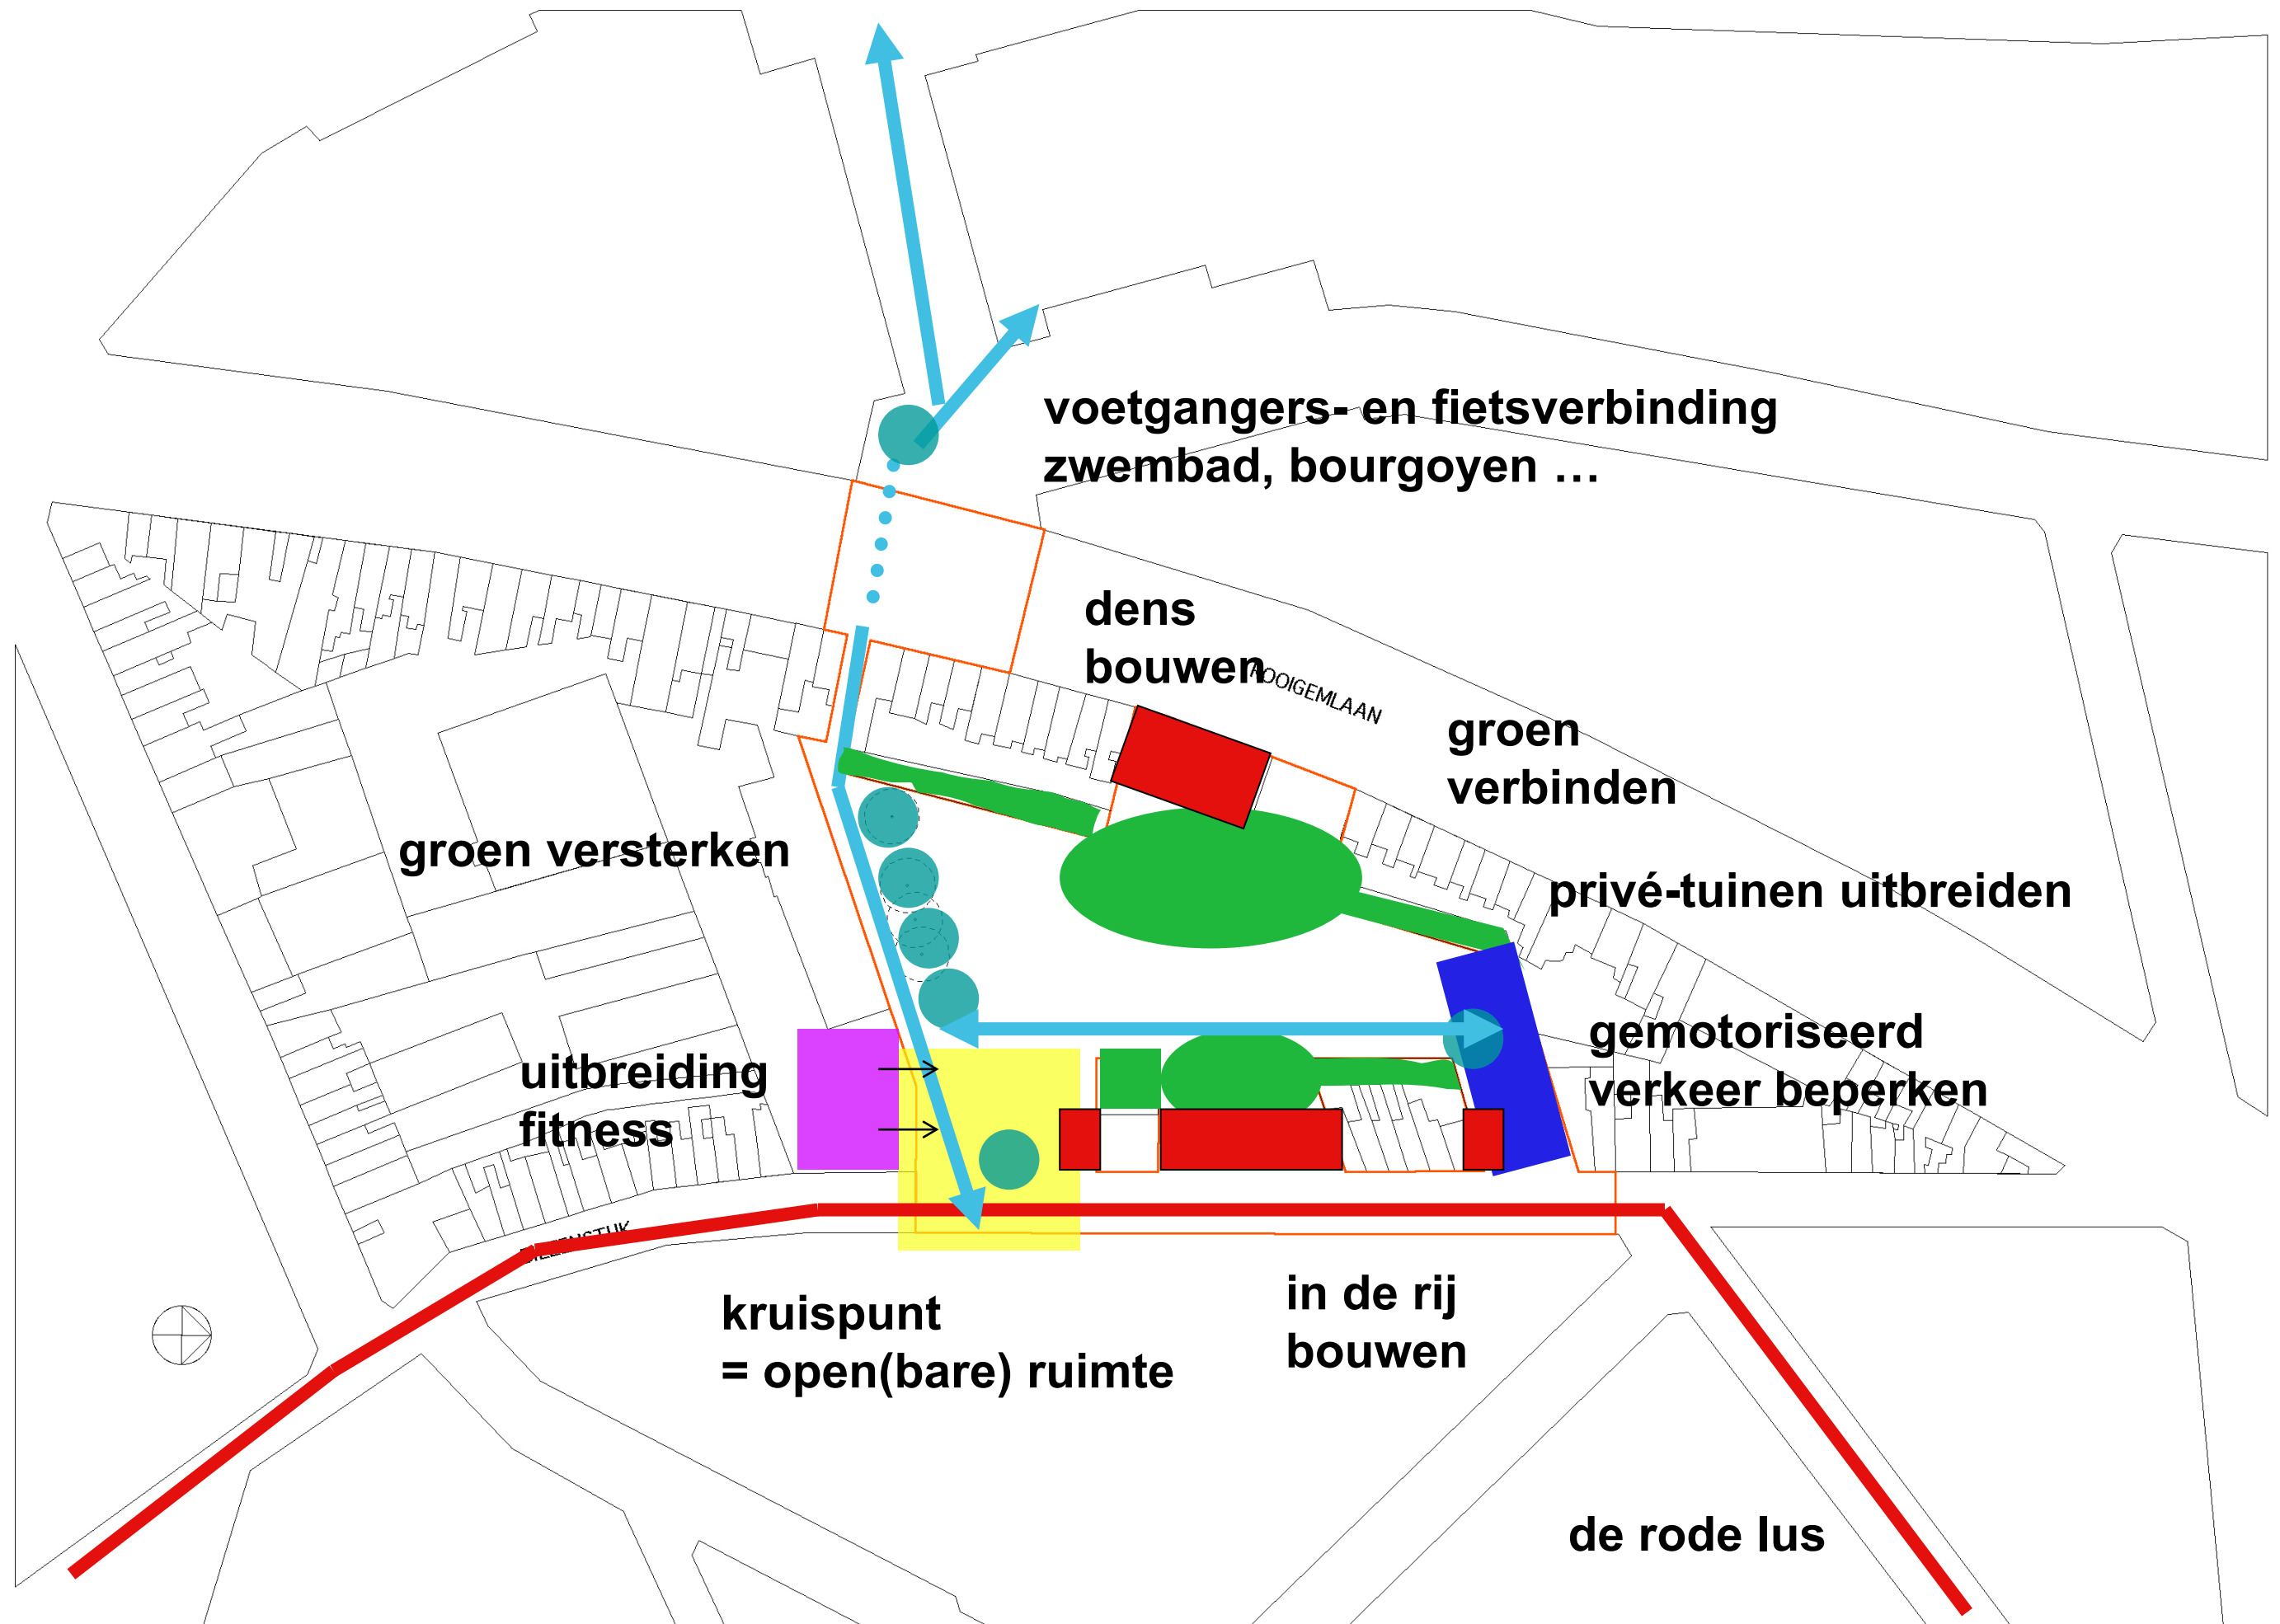 voetgangers- en fietsverbinding
zwembad, bourgoyen …
dens
bouwen
ROOIGEMLAAN
groen
verbinden
groen versterken
privé-tuinen uitbreiden
gemotoriseerd
verkeer beperken
uitbreiding
fitness
kruispunt
= open(bare) ruimte
in de rij
bouwen
de rode lus